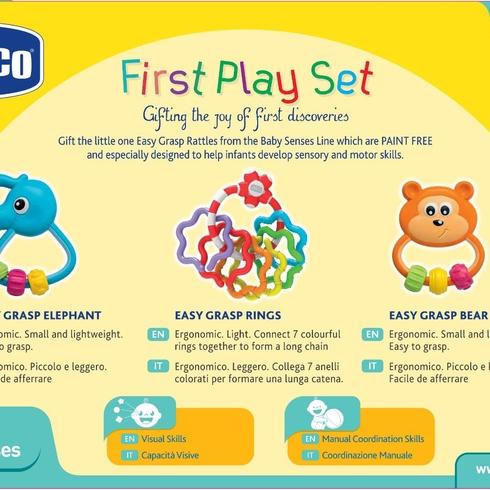 CO
First Play Set
Gifting the joy of first discoveries
Gift the little one Easy Grasp Rattles from the Baby Senses Line which are PAINT FREE
and especially designed to help infants develop sensory and motor skills.
GRASP ELEPHANT
omic. Small and lightweight.
o grasp.
omico. Piccolo e leggero.
de afferrare
EASY GRASP RINGS
EN Ergonomic. Light. Connect 7 colourful
rings together to form a long chain
IT Ergonomico. Leggero. Collega 7 anelli
colorati per formare una lunga catena.
EASY GRASP BEAR
EN Ergonomic. Small and l
Easy to grasp.
IT Ergonomico. Piccolo e l
Facile de afferrare
ses
EN Visual Skills
IT Capacità Visive
EN Manual Coordination Skills
IT Coordinazione Manuale
ww